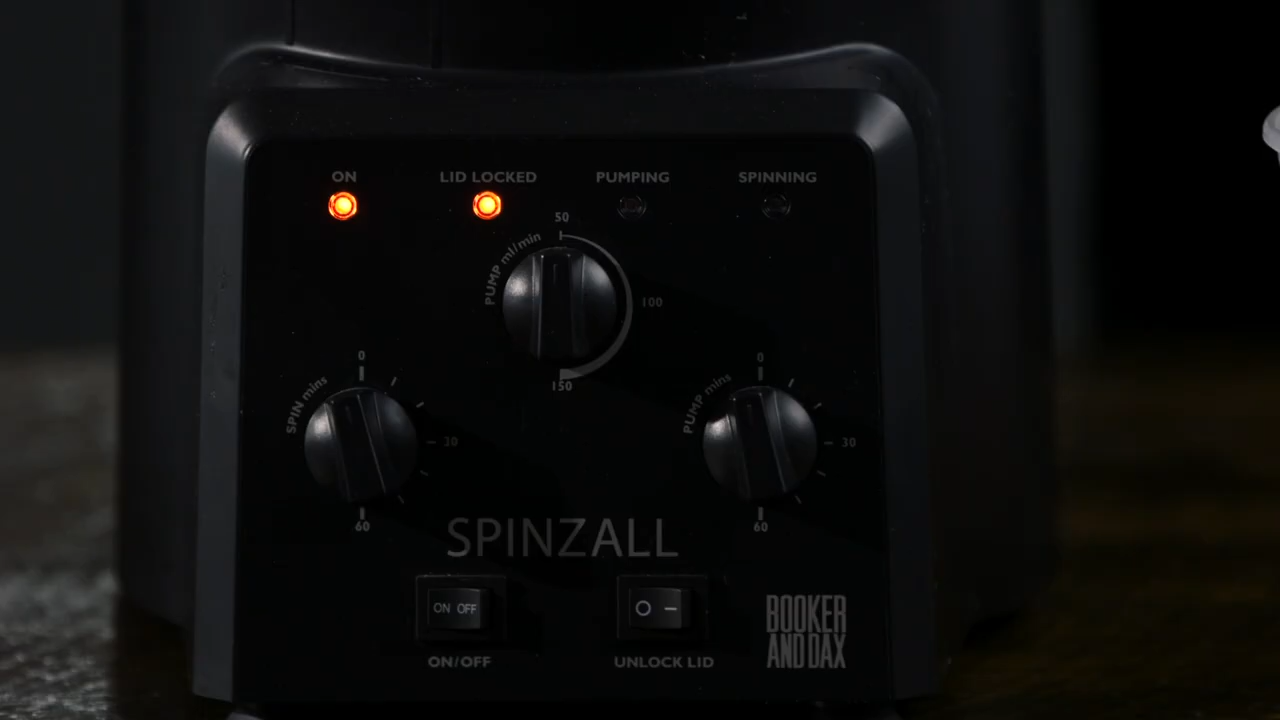 ON LID LOCKED PUMPING SPINNING
50
PUMP ml/min
100
150
0
SPIN mins
30
60
0
PUMP mins
30
60
SPINZALL
ON OFF
ON/OFF
O –
UNLOCK LID
BOOKER
AND DAX